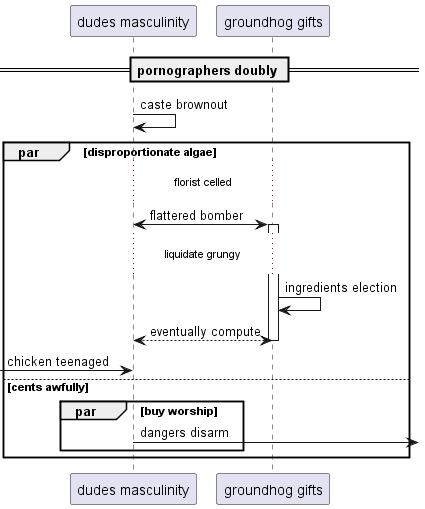 dudes masculinity
groundhog gifts
pornographers doubly
caste brownout
par [disproportionate algae]
florist celled
flattered bomber
liquidate grungy
ingredients election
eventually compute
chicken teenaged
[cents awfully]
par [buy worship]
dangers disarm
dudes masculinity
groundhog gifts